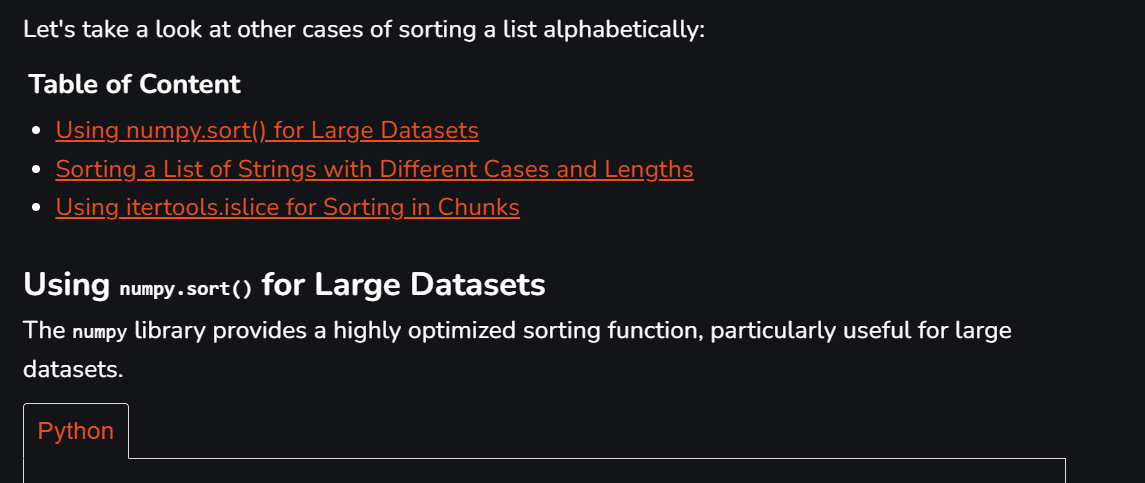 Let's take a look at other cases of sorting a list alphabetically:
Table of Content
Using numpy.sort() for Large Datasets
Sorting a List of Strings with Different Cases and Lengths
Using itertools.islice for Sorting in Chunks
Using numpy.sort() for Large Datasets
The numpy library provides a highly optimized sorting function, particularly useful for large
datasets.
Python